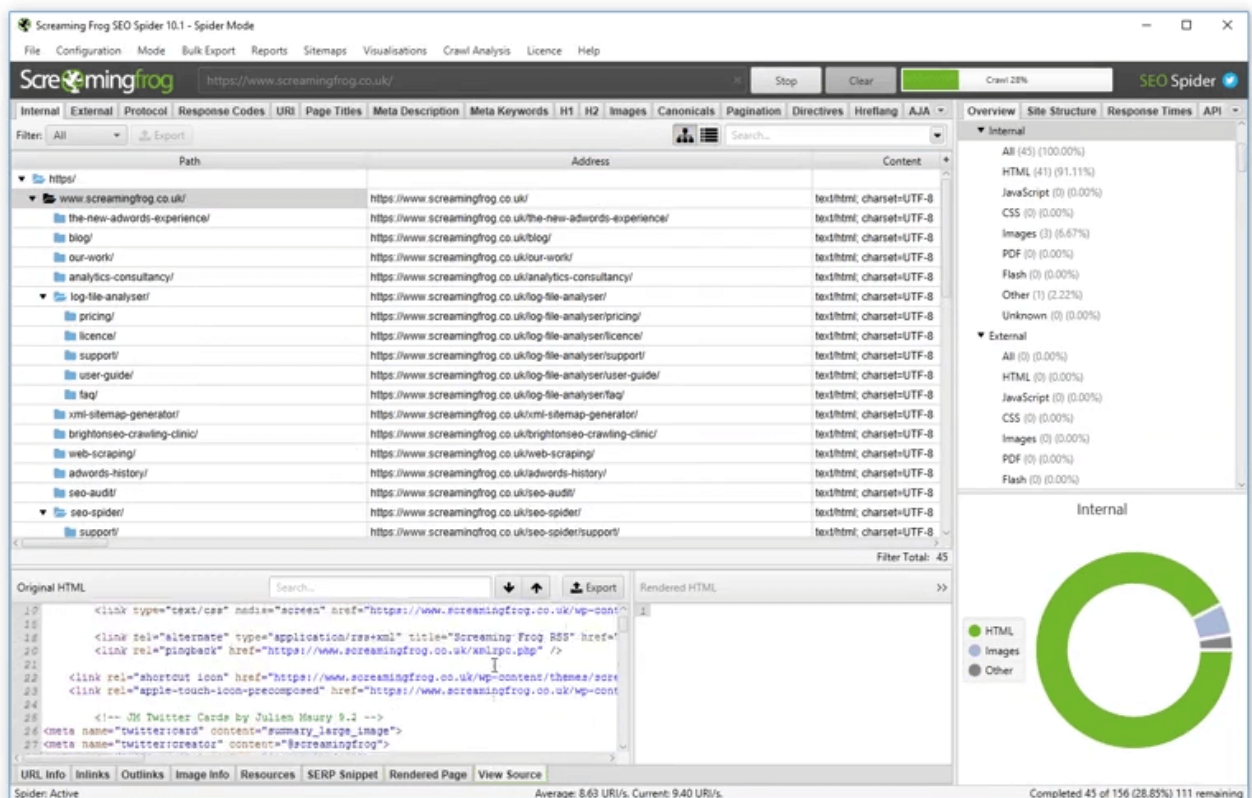 Screaming Frog SEO Spider 10.1 - Spider Mode
File Configuration Mode Bulk Export Reports Sitemaps Visualisations Crawl Analysis Licence Help
Screamingfrog https://www.screamingfrog.co.uk/ Stop Clear Crawl 28% SEO Spider
Internal External Protocol Response Codes URI Page Titles Meta Description Meta Keywords H1 H2 Images Canonicals Pagination Directives Hreflang AJA
Filter: All Export Search...
Path Address Content
https/
www.screamingfrog.co.uk/ https://www.screamingfrog.co.uk/ text/html; charset=UTF-8
the-new-adwords-experience/ https://www.screamingfrog.co.uk/the-new-adwords-experience/ text/html; charset=UTF-8
blog/ https://www.screamingfrog.co.uk/blog/ text/html; charset=UTF-8
our-work/ https://www.screamingfrog.co.uk/our-work/ text/html; charset=UTF-8
analytics-consultancy/ https://www.screamingfrog.co.uk/analytics-consultancy/ text/html; charset=UTF-8
log-file-analyser/ https://www.screamingfrog.co.uk/log-file-analyser/ text/html; charset=UTF-8
pricing/ https://www.screamingfrog.co.uk/log-file-analyser/pricing/ text/html; charset=UTF-8
licence/ https://www.screamingfrog.co.uk/log-file-analyser/licence/ text/html; charset=UTF-8
support/ https://www.screamingfrog.co.uk/log-file-analyser/support/ text/html; charset=UTF-8
user-guide/ https://www.screamingfrog.co.uk/log-file-analyser/user-guide/ text/html; charset=UTF-8
faq/ https://www.screamingfrog.co.uk/log-file-analyser/faq/ text/html; charset=UTF-8
xml-sitemap-generator/ https://www.screamingfrog.co.uk/xml-sitemap-generator/ text/html; charset=UTF-8
brightonseo-crawling-clinic/ https://www.screamingfrog.co.uk/brightonseo-crawling-clinic/ text/html; charset=UTF-8
web-scraping/ https://www.screamingfrog.co.uk/web-scraping/ text/html; charset=UTF-8
adwords-history/ https://www.screamingfrog.co.uk/adwords-history/ text/html; charset=UTF-8
seo-audit/ https://www.screamingfrog.co.uk/seo-audit/ text/html; charset=UTF-8
seo-spider/ https://www.screamingfrog.co.uk/seo-spider/ text/html; charset=UTF-8
support/ https://www.screamingfrog.co.uk/seo-spider/support/ text/html; charset=UTF-8
Filter Total: 45
Original HTML Search... Export Rendered HTML
17 <link type="text/css" media="screen" href="https://www.screamingfrog.co.uk/wp-cont
18
19 <link rel="alternate" type="application/rss+xml" title="Screaming Frog RSS" href="
20 <link rel="pingback" href="https://www.screamingfrog.co.uk/xmlrpc.php" />
21
22 <link rel="shortcut icon" href="https://www.screamingfrog.co.uk/wp-content/themes/scre
23 <link rel="apple-touch-icon-precomposed" href="https://www.screamingfrog.co.uk/wp-cont
24
25 <!-- JM Twitter Cards by Julien Maury 9.2 -->
26 <meta name="twitter:card" content="summary_large_image">
27 <meta name="twitter:creator" content="@screamingfrog">
1
URL Info Inlinks Outlinks Image Info Resources SERP Snippet Rendered Page View Source
Overview Site Structure Response Times API
Internal
All (45) (100.00%)
HTML (41) (91.11%)
JavaScript (0) (0.00%)
CSS (0) (0.00%)
Images (3) (6.67%)
PDF (0) (0.00%)
Flash (0) (0.00%)
Other (1) (2.22%)
Unknown (0) (0.00%)
External
All (0) (0.00%)
HTML (0) (0.00%)
JavaScript (0) (0.00%)
CSS (0) (0.00%)
Images (0) (0.00%)
PDF (0) (0.00%)
Flash (0) (0.00%)
Internal
HTML
Images
Other
Spider: Active Average: 8.63 URI/s. Current: 9.40 URI/s. Completed 45 of 156 (28.85%) 111 remaining